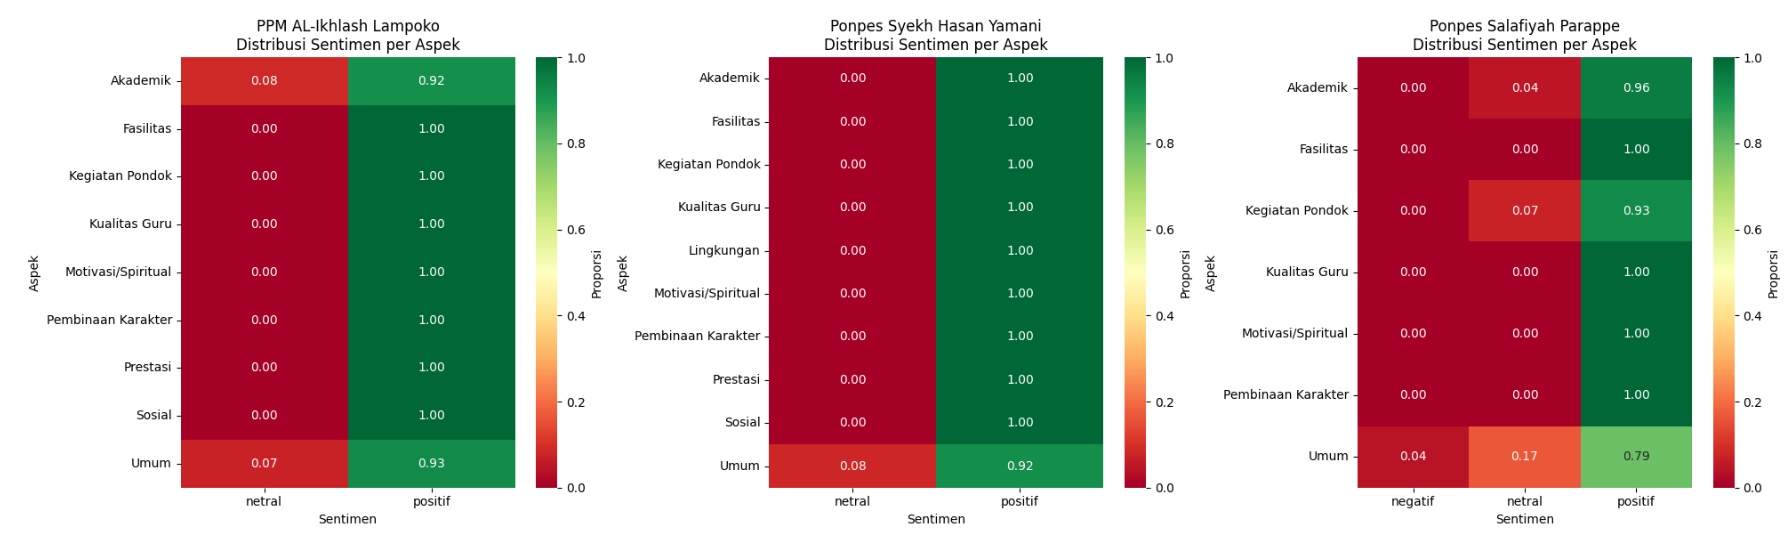 PPM AL-Ikhlash Lampoko
Distribusi Sentimen per Aspek
Aspek
Akademik 0.08 0.92
Fasilitas 0.00 1.00
Kegiatan Pondok 0.00 1.00
Kualitas Guru 0.00 1.00
Motivasi/Spiritual 0.00 1.00
Pembinaan Karakter 0.00 1.00
Prestasi 0.00 1.00
Sosial 0.00 1.00
Umum 0.07 0.93
netral positif
Sentimen
1.0
0.8
0.6
0.4
0.2
0.0
Proporsi
Ponpes Syekh Hasan Yamani
Distribusi Sentimen per Aspek
Aspek
Akademik 0.00 1.00
Fasilitas 0.00 1.00
Kegiatan Pondok 0.00 1.00
Kualitas Guru 0.00 1.00
Lingkungan 0.00 1.00
Motivasi/Spiritual 0.00 1.00
Pembinaan Karakter 0.00 1.00
Prestasi 0.00 1.00
Sosial 0.00 1.00
Umum 0.08 0.92
netral positif
Sentimen
1.0
0.8
0.6
0.4
0.2
0.0
Proporsi
Ponpes Salafiyah Parappe
Distribusi Sentimen per Aspek
Aspek
Akademik 0.00 0.04 0.96
Fasilitas 0.00 0.00 1.00
Kegiatan Pondok 0.00 0.07 0.93
Kualitas Guru 0.00 0.00 1.00
Motivasi/Spiritual 0.00 0.00 1.00
Pembinaan Karakter 0.00 0.00 1.00
Umum 0.04 0.17 0.79
negatif netral positif
Sentimen
1.0
0.8
0.6
0.4
0.2
0.0
Proporsi